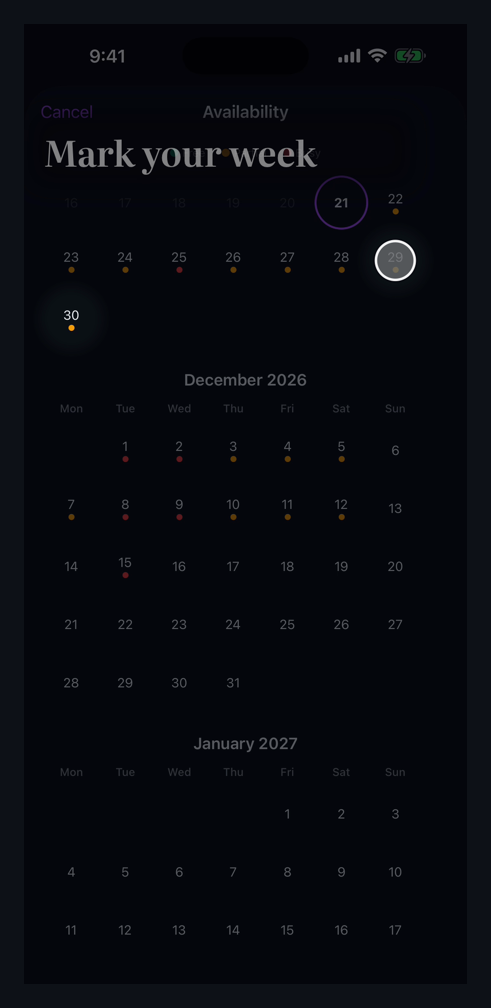 9:41
Cancel Availability
Mark your week
16 17 18 19 20 21 22
23 24 25 26 27 28 29
30
December 2026
Mon Tue Wed Thu Fri Sat Sun
1 2 3 4 5 6
7 8 9 10 11 12 13
14 15 16 17 18 19 20
21 22 23 24 25 26 27
28 29 30 31
January 2027
Mon Tue Wed Thu Fri Sat Sun
1 2 3
4 5 6 7 8 9 10
11 12 13 14 15 16 17